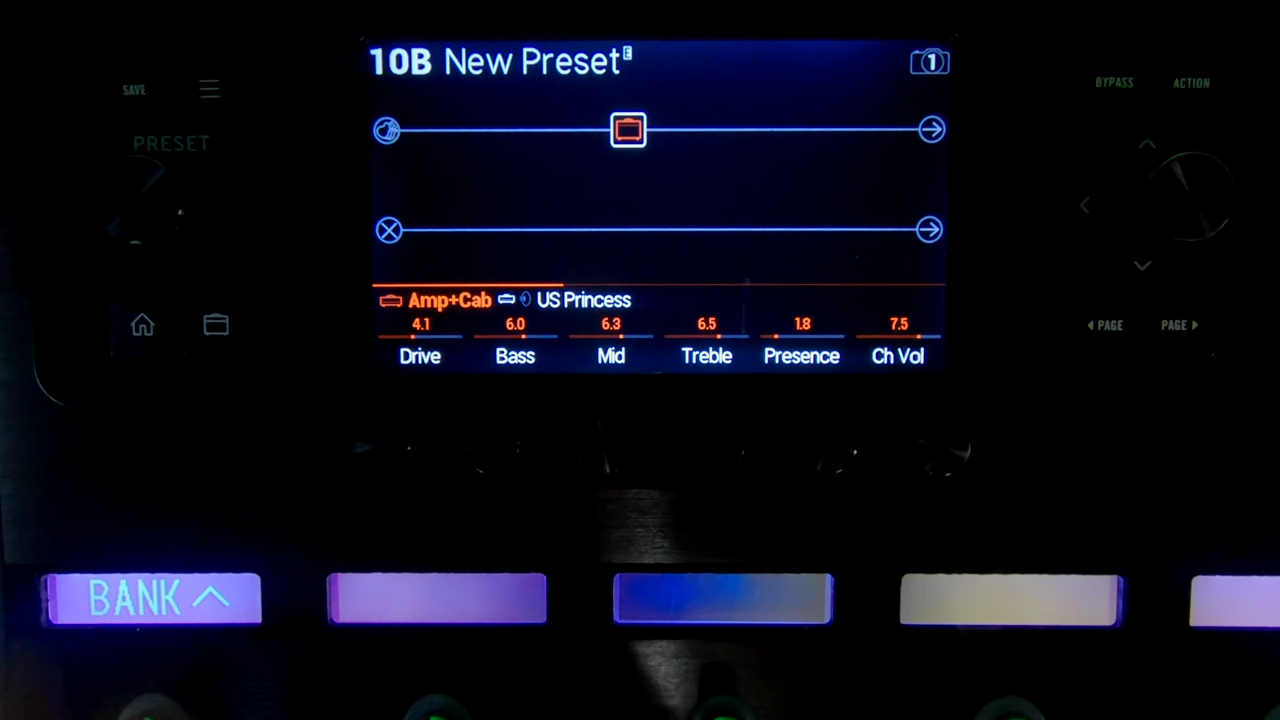 10B New Preset E
1
SAVE
PRESET
BYPASS ACTION
Amp+Cab US Princess
4.1 6.0 6.3 6.5 1.8 7.5
Drive Bass Mid Treble Presence Ch Vol
PAGE PAGE
BANK